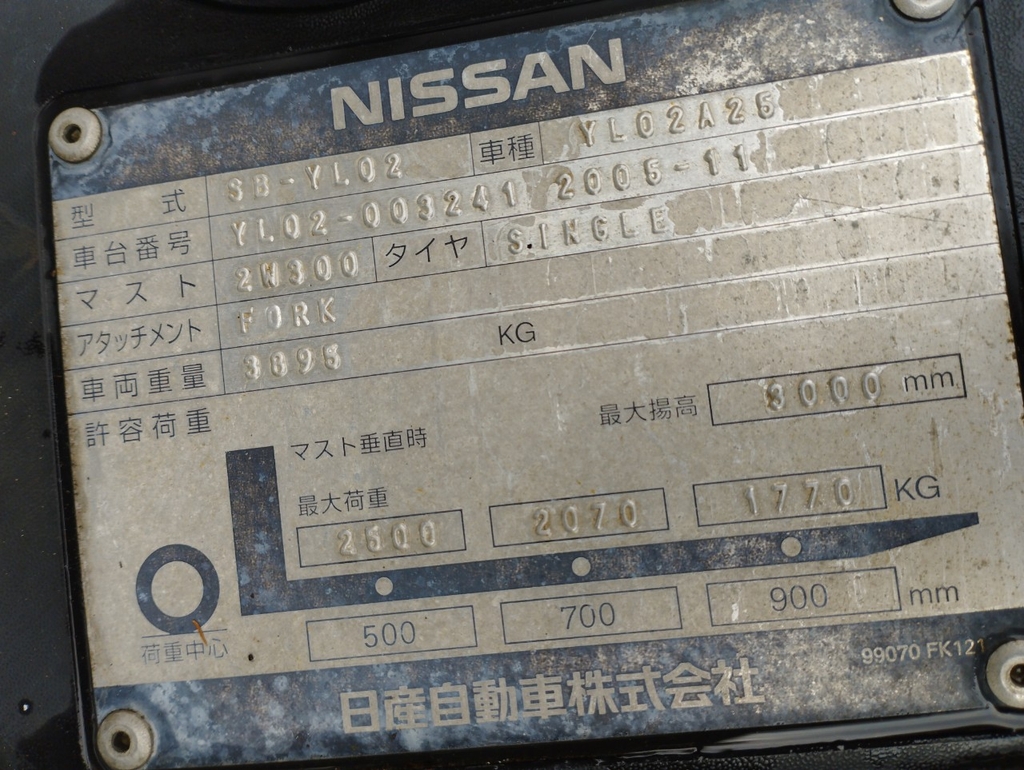 NISSAN
型式 SB-YL02 車種 YL02A25
車台番号 YL02-003241 2005-11
マスト 2W300 タイヤ SINGLE
アタッチメント FORK
車両重量 3695 KG
許容荷重
最大揚高 3000 mm
マスト垂直時
最大荷重
2500 2070 1770 KG
500 700 900 mm
荷重中心
99070 FK121
日産自動車株式会社